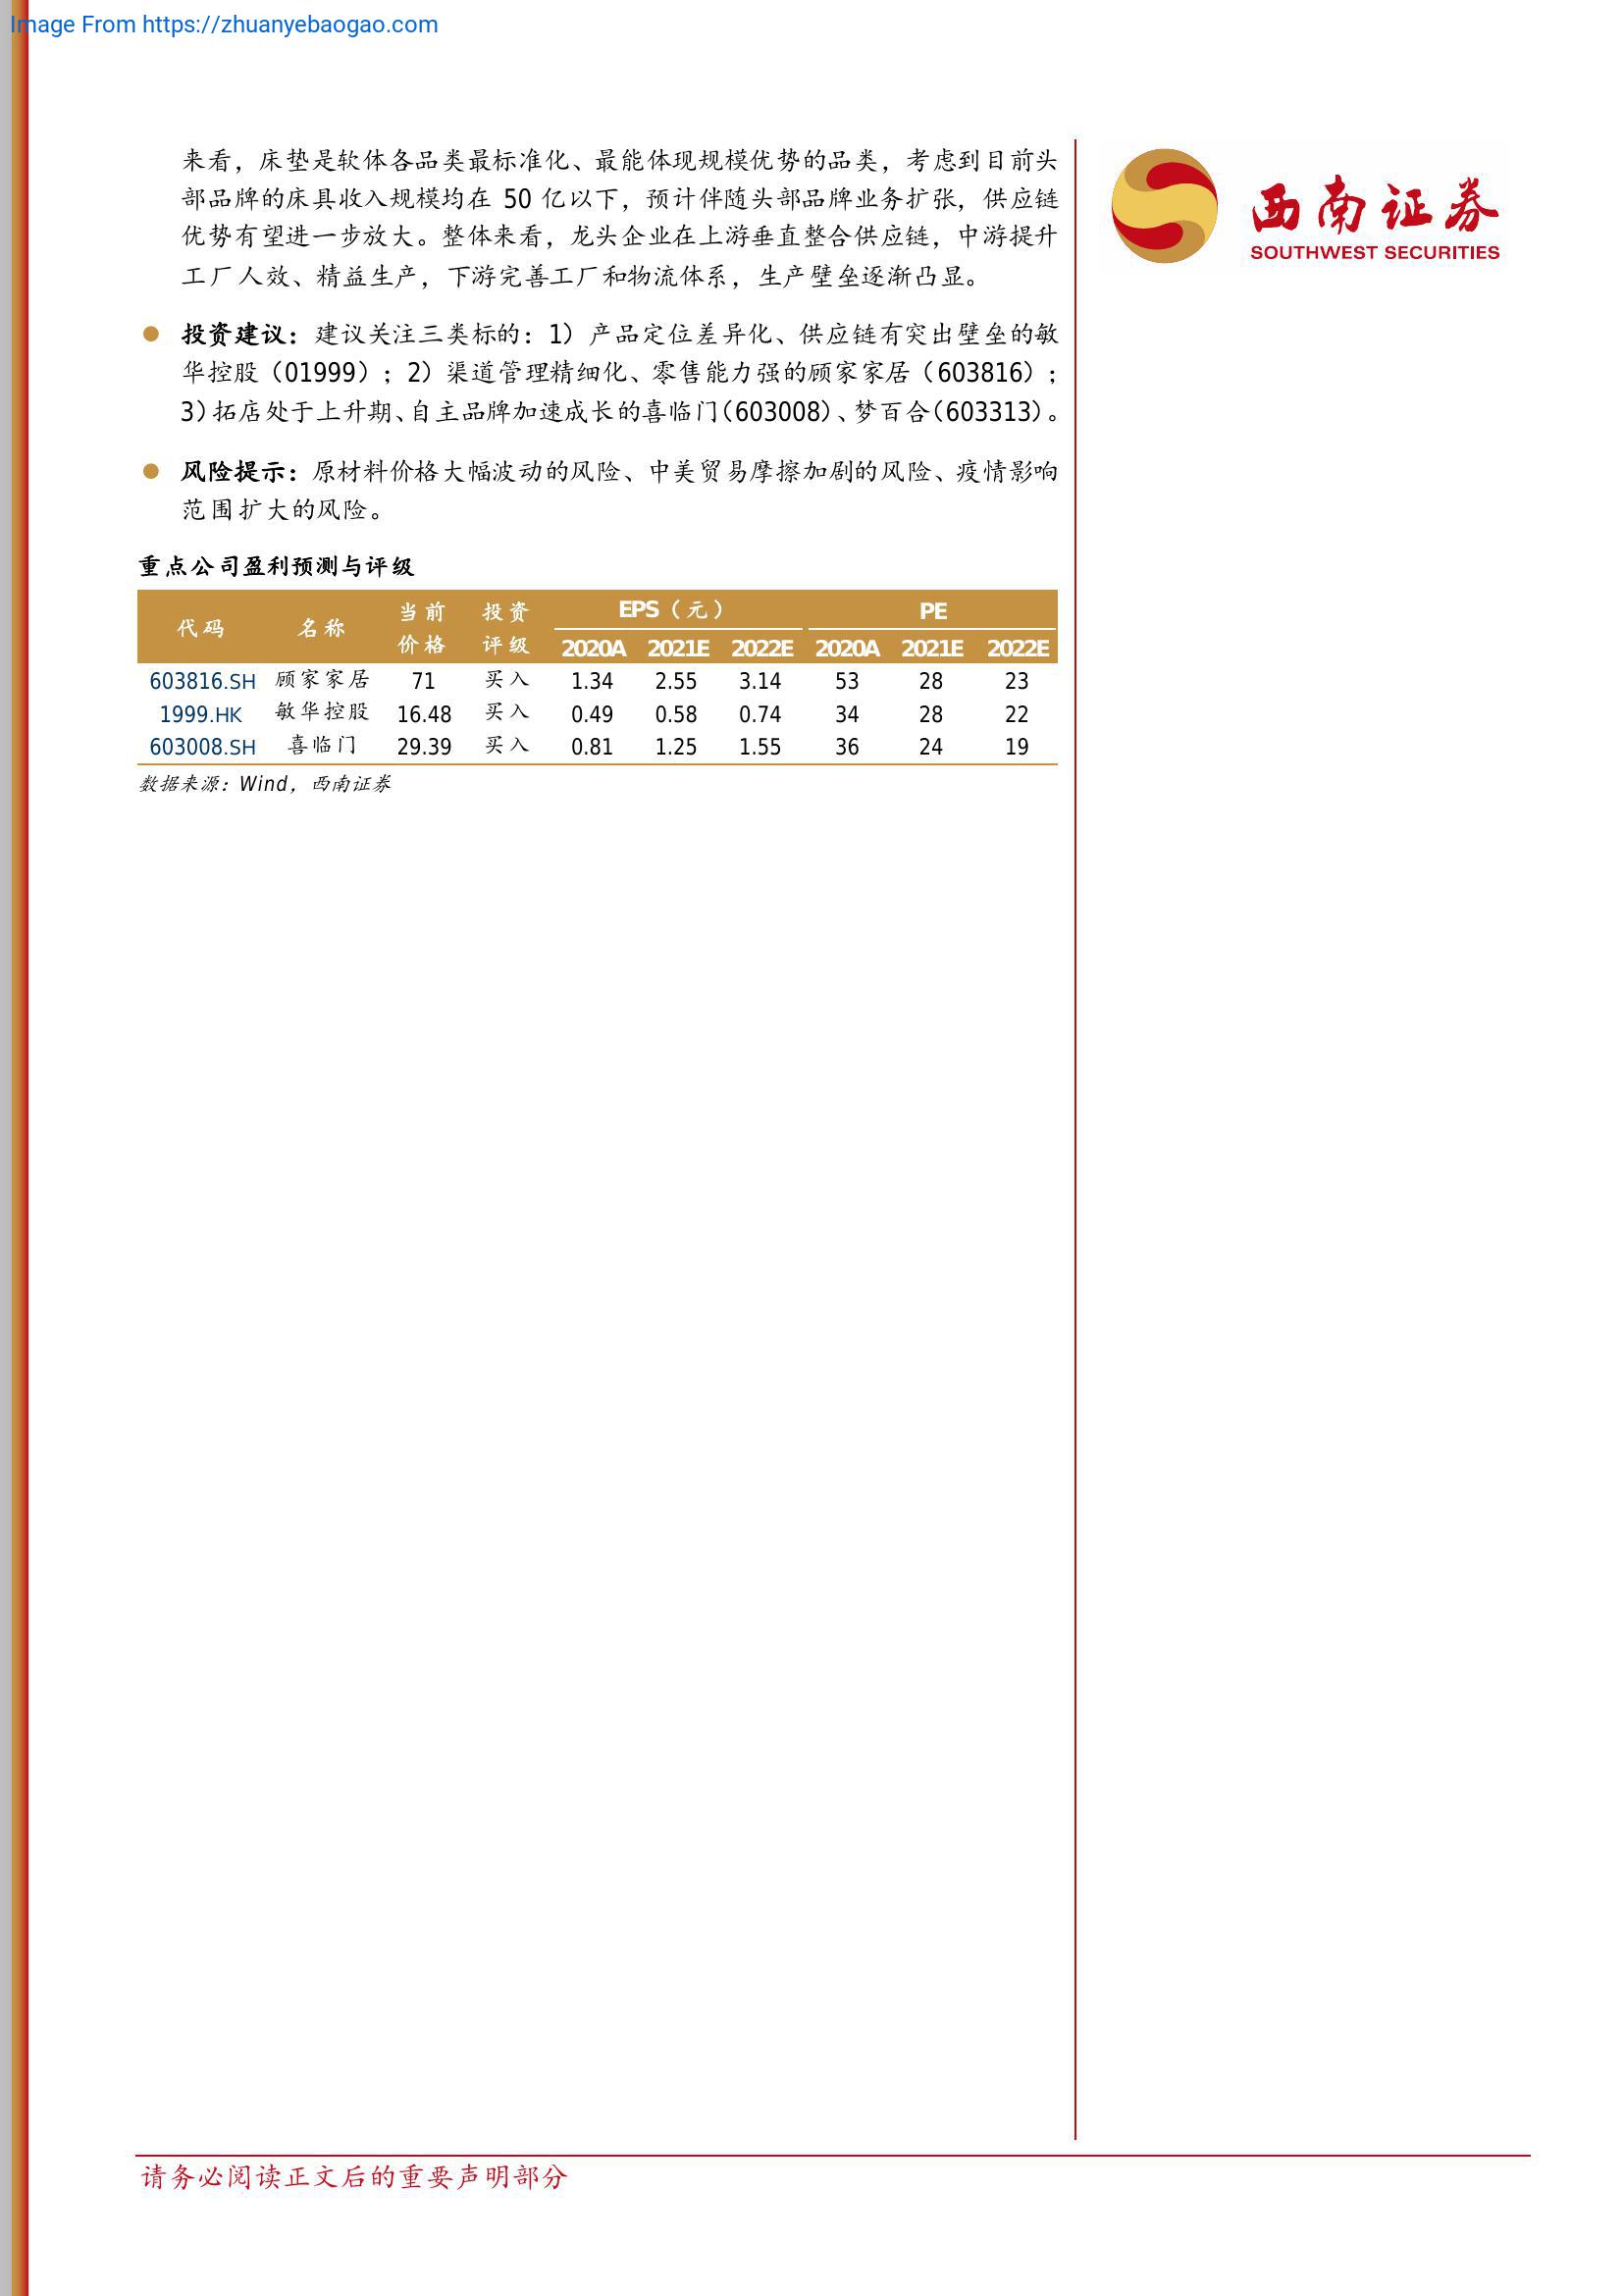 Image From https://zhuanyebaogao.com
来看，床垫是软体各品类最标准化、最能体现规模优势的品类，考虑到目前头
部品牌的床具收入规模均在 50 亿以下，预计伴随头部品牌业务扩张，供应链
优势有望进一步放大。整体来看，龙头企业在上游垂直整合供应链，中游提升
工厂人效、精益生产，下游完善工厂和物流体系，生产壁垒逐渐凸显。
西南证券
SOUTHWEST SECURITIES
● 投资建议：建议关注三类标的：1）产品定位差异化、供应链有突出壁垒的敏
华控股（01999）；2）渠道管理精细化、零售能力强的顾家家居（603816）；
3）拓店处于上升期、自主品牌加速成长的喜临门（603008）、梦百合（603313）。
● 风险提示：原材料价格大幅波动的风险、中美贸易摩擦加剧的风险、疫情影响
范围扩大的风险。
重点公司盈利预测与评级
代码 名称 当前价格 投资评级 EPS（元） PE
2020A 2021E 2022E 2020A 2021E 2022E
603816.SH 顾家家居 71 买入 1.34 2.55 3.14 53 28 23
1999.HK 敏华控股 16.48 买入 0.49 0.58 0.74 34 28 22
603008.SH 喜临门 29.39 买入 0.81 1.25 1.55 36 24 19
数据来源：Wind，西南证券
请务必阅读正文后的重要声明部分